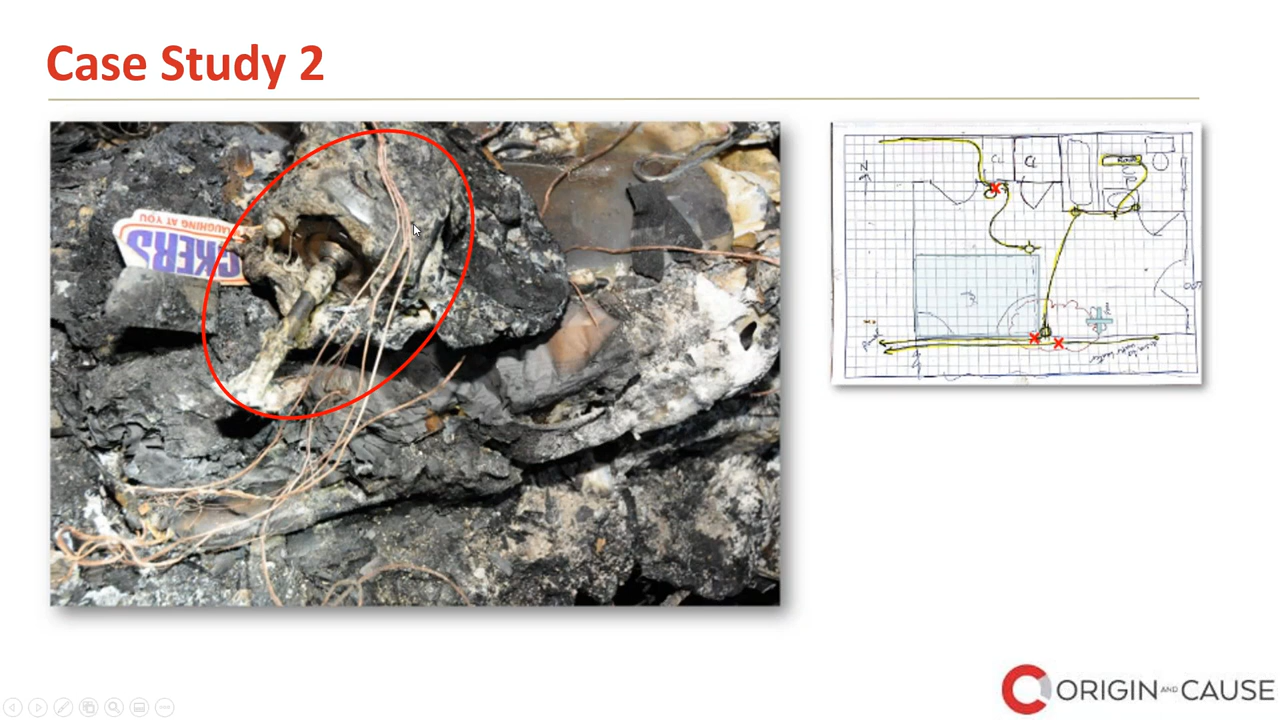 Case Study 2
LAUGHING AT YOU
CKERS
CL
CL
N
ORIGIN AND CAUSE